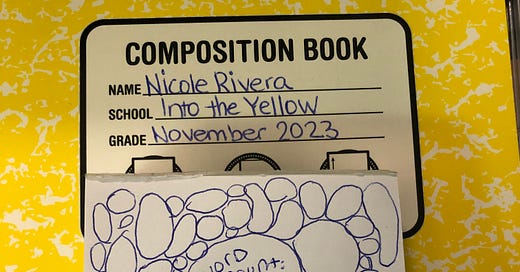 COMPOSITION BOOK
NAME Nicole Rivera
SCHOOL Into the Yellow
GRADE November 2023